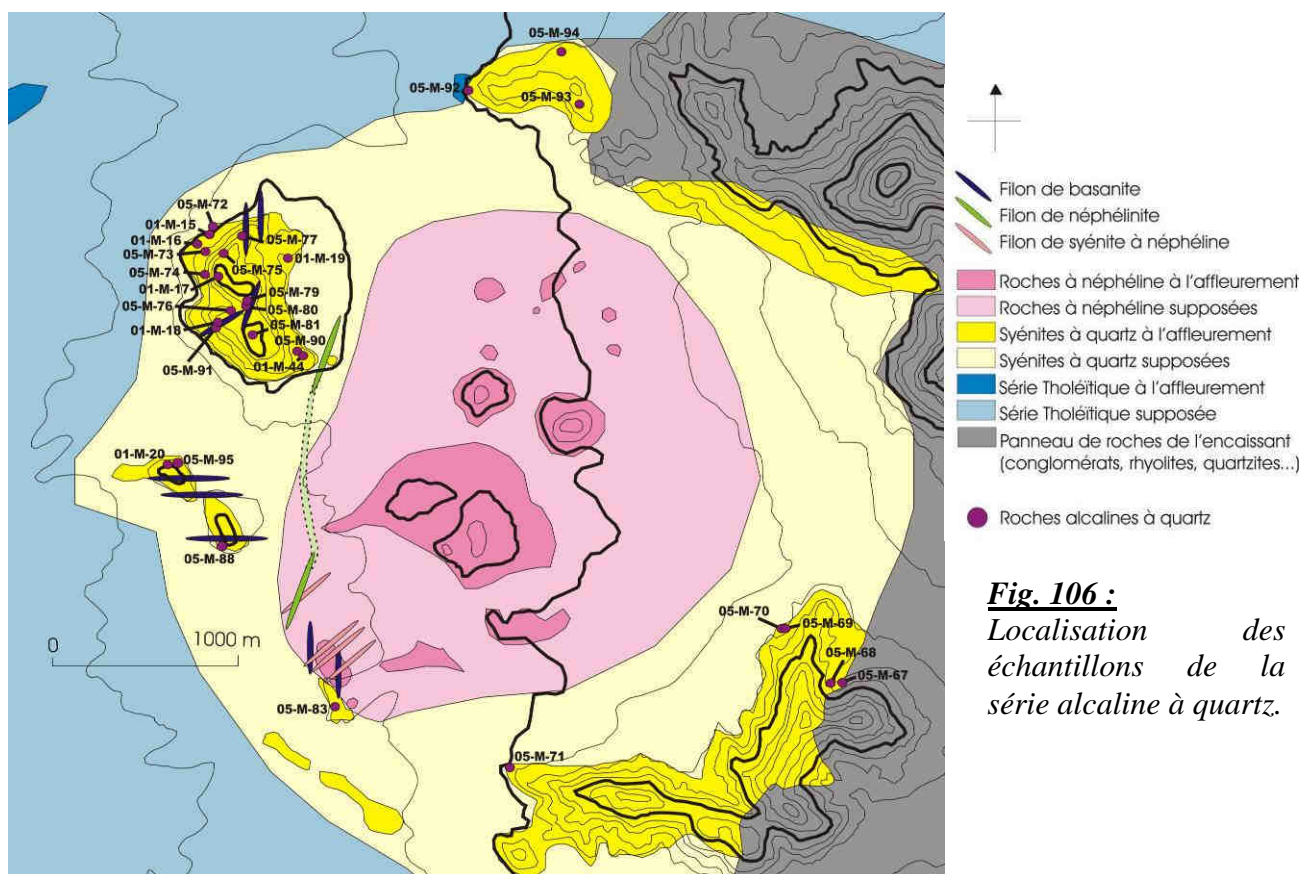 05-M-94
05-M-92
05-M-93
05-M-72
01-M-15
01-M-16
05-M-73
05-M-74
01-M-17
05-M-76
01-M-18
05-M-91
05-M-77
01-M-19
05-M-75
05-M-79
05-M-80
05-M-81
05-M-90
01-M-44
01-M-20
05-M-95
05-M-88
0
1000 m
05-M-83
05-M-70
05-M-69
05-M-68
05-M-67
05-M-71
Filon de basanite
Filon de néphélinite
Filon de syénite à néphéline
Roches à néphéline à l'affleurement
Roches à néphéline supposées
Syénites à quartz à l'affleurement
Syénites à quartz supposées
Série Tholéïtique à l'affleurement
Série Tholéïtique supposée
Panneau de roches de l'encaissant
(conglomérats, rhyolites, quartzites...)
Roches alcalines à quartz
Fig. 106 :
Localisation des
échantillons de la
série alcaline à quartz.